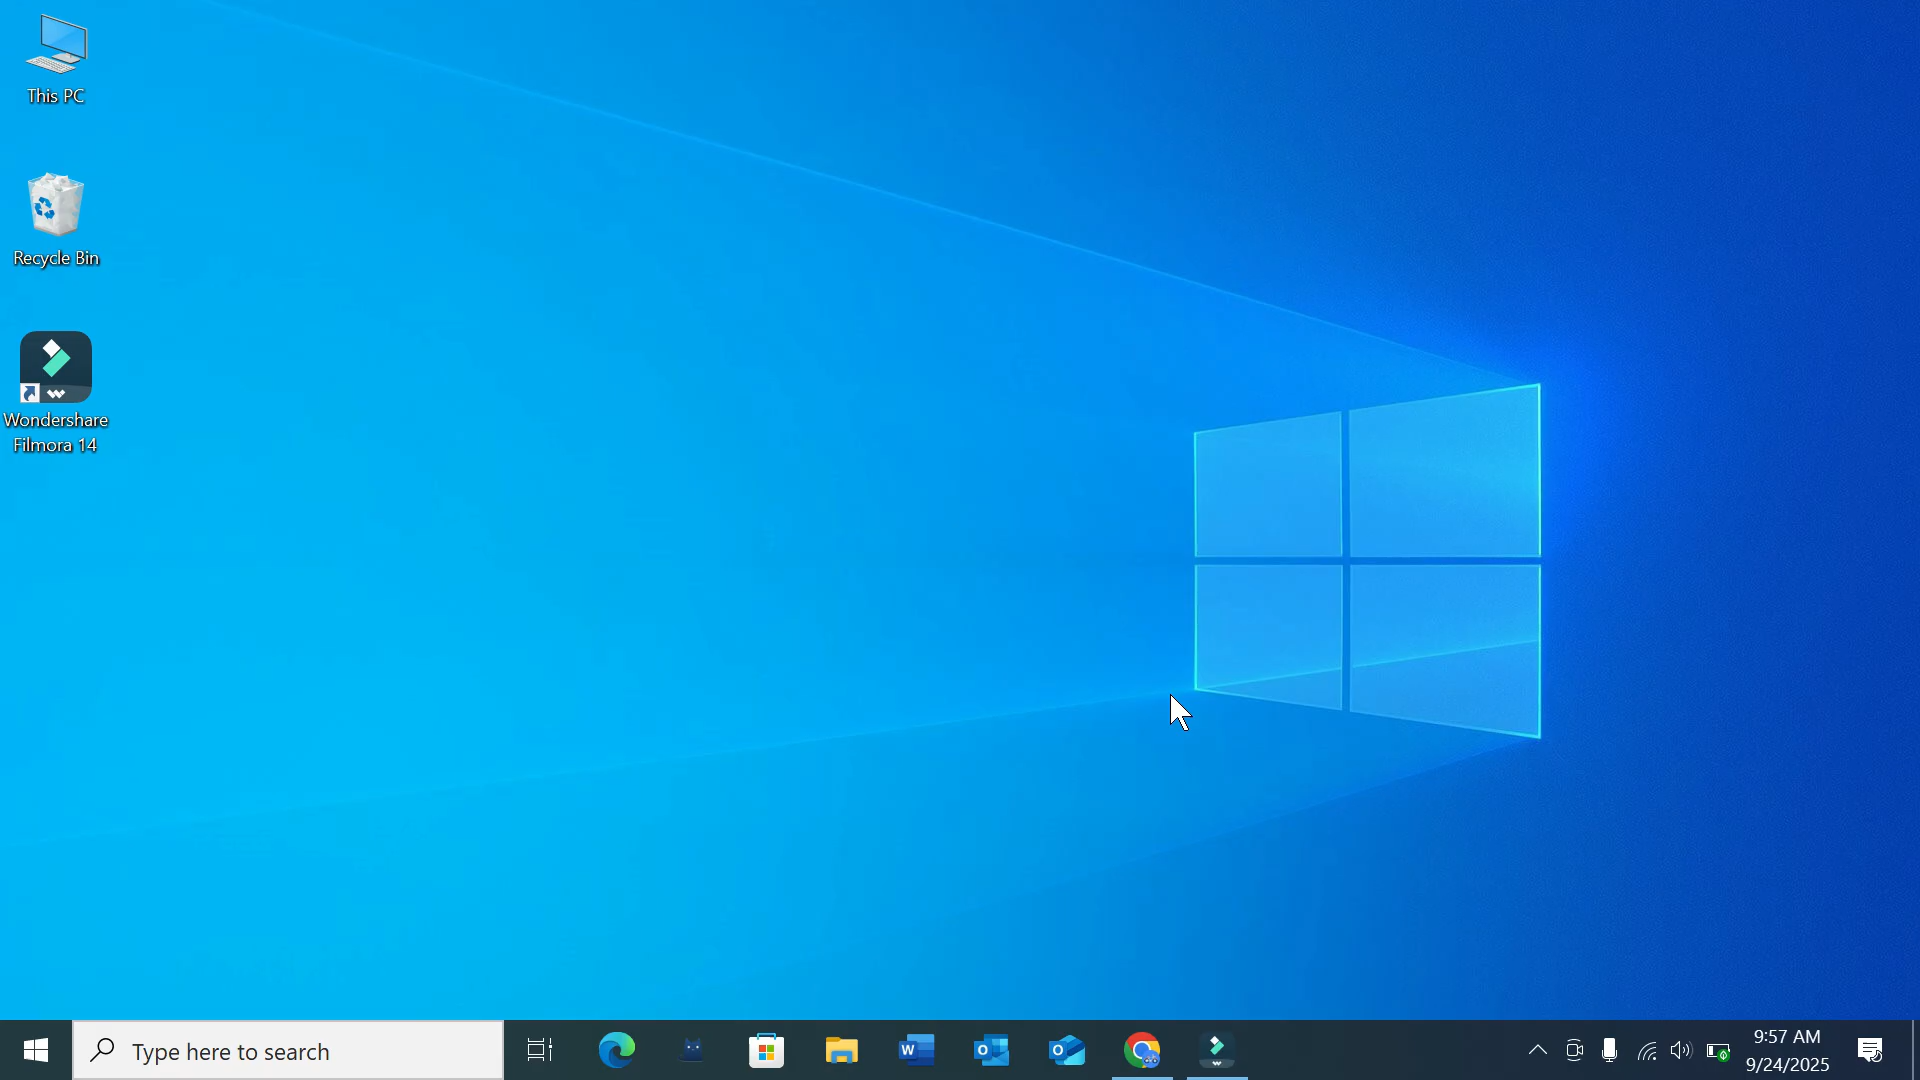 This PC
Recycle Bin
Wondershare
Filmora 14
Type here to search
9:57 AM
9/24/2025